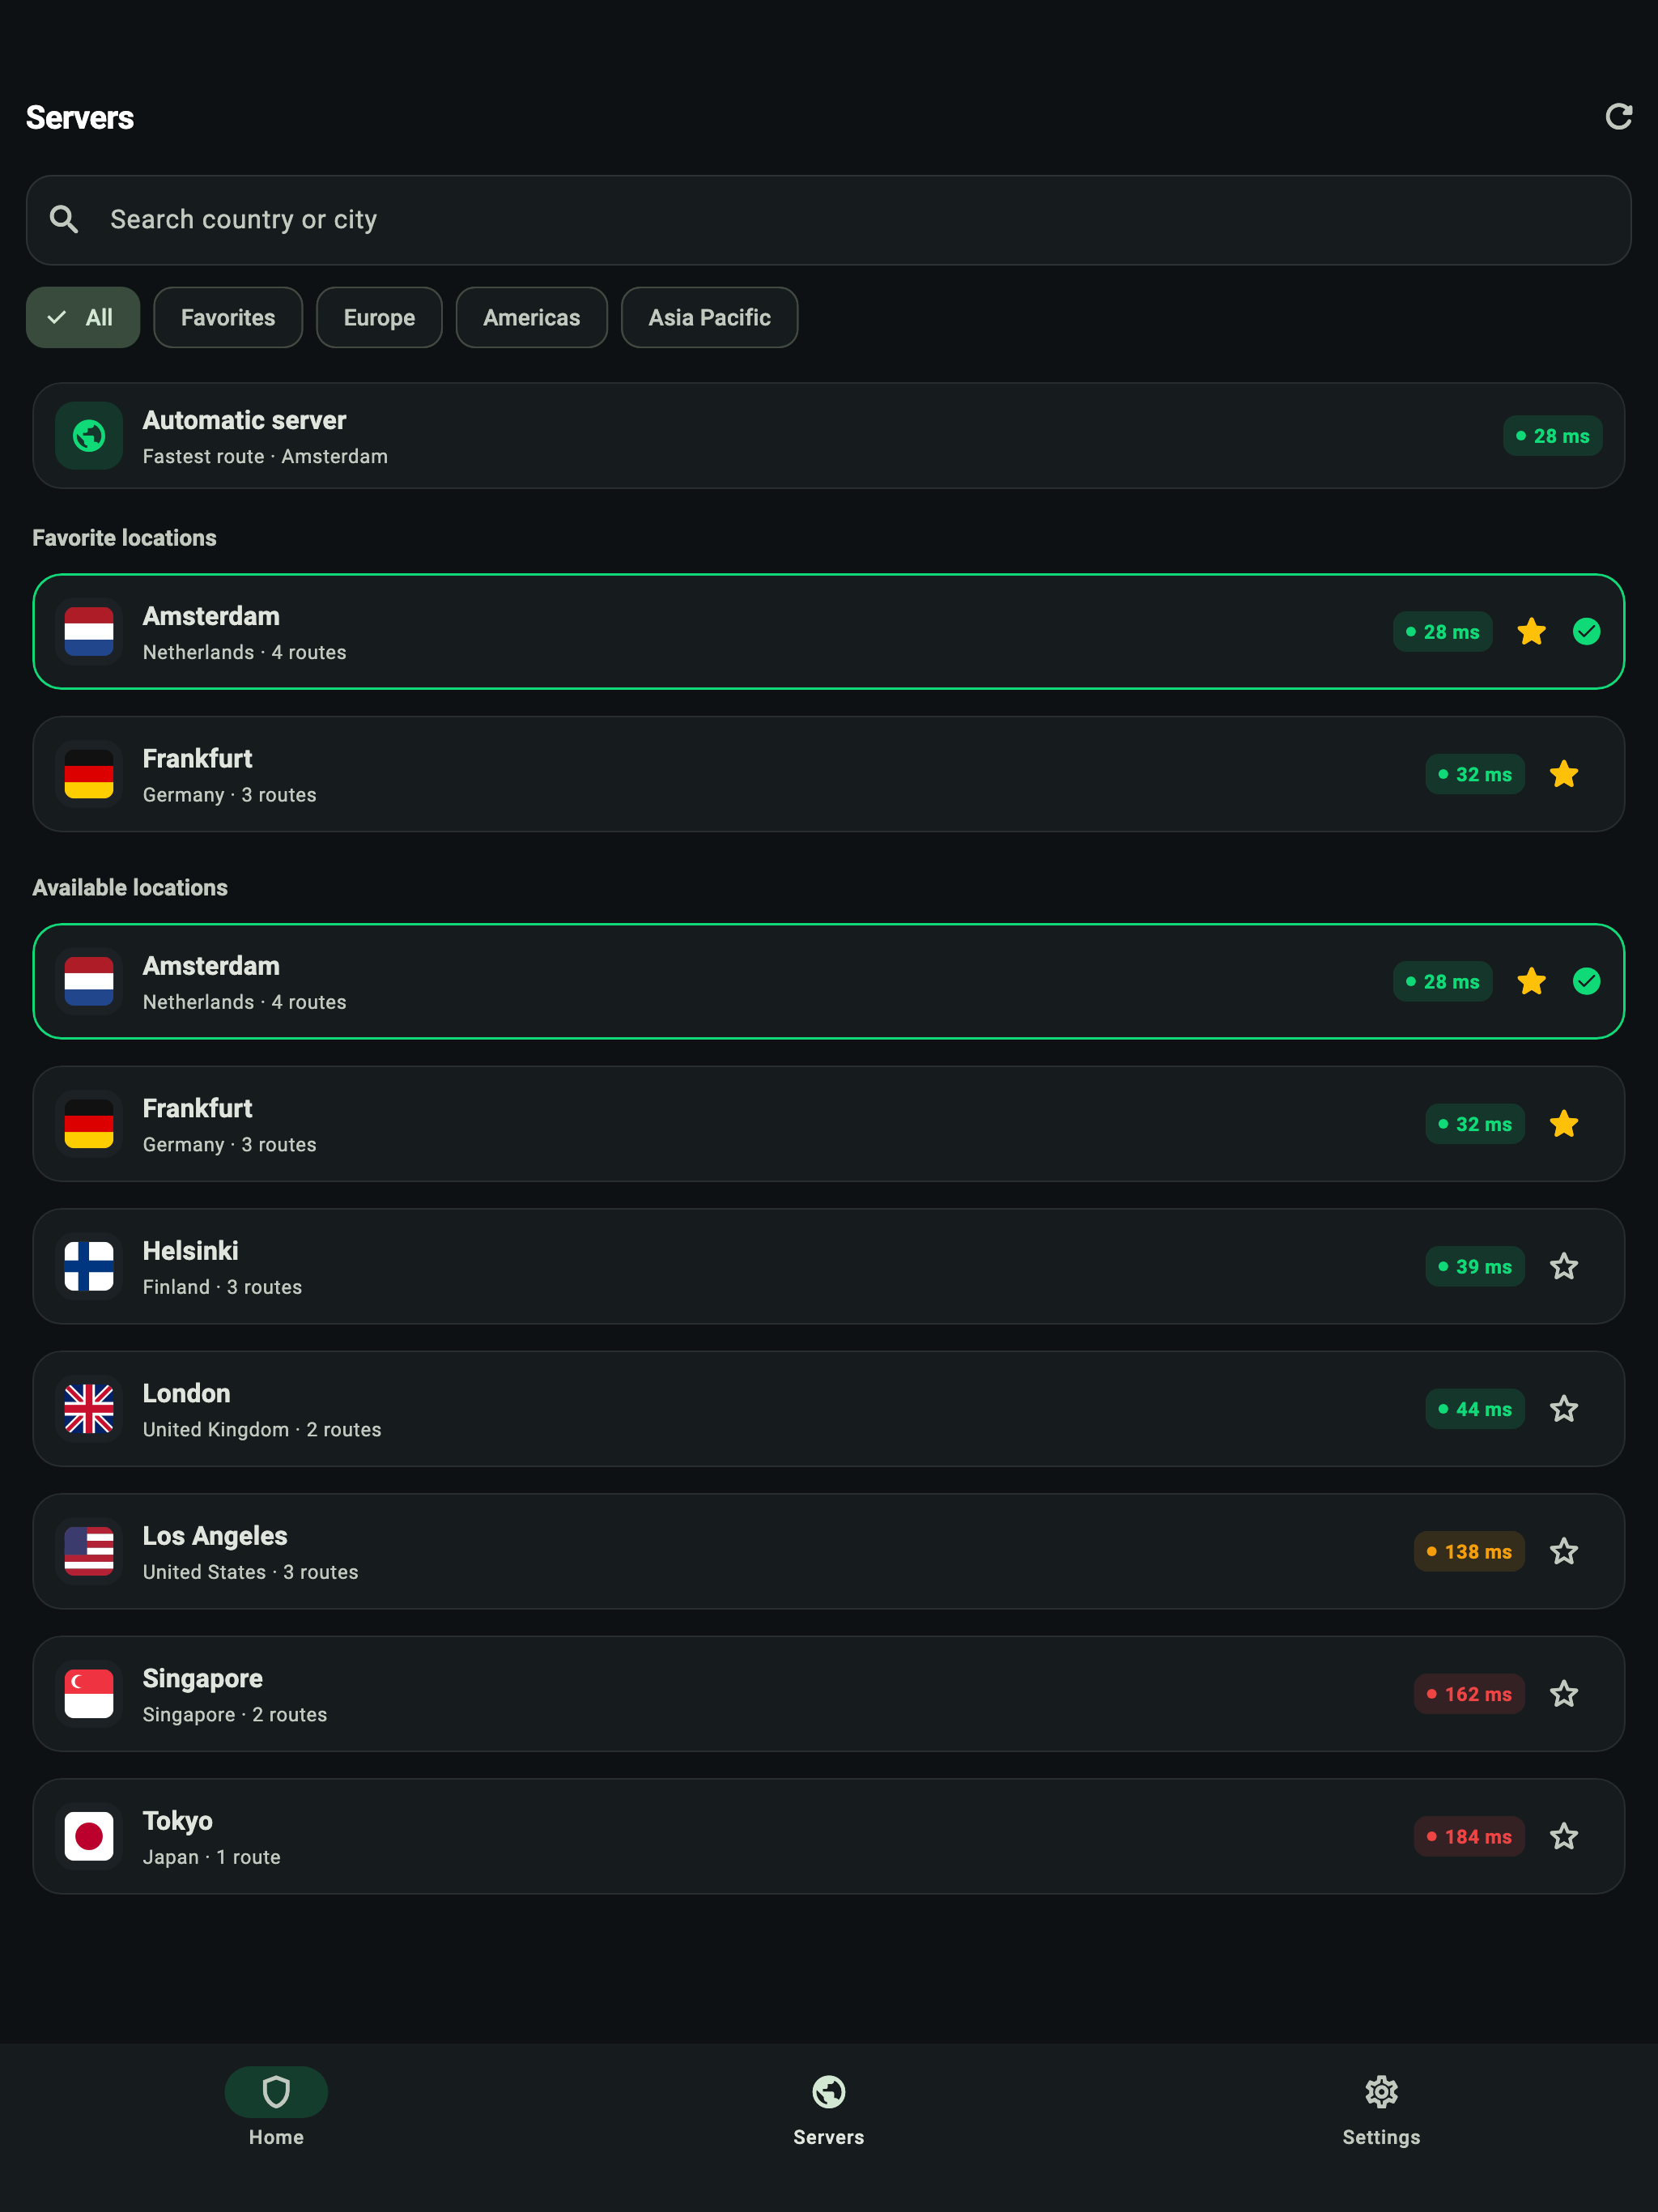 Servers
Search country or city
All
Favorites
Europe
Americas
Asia Pacific
Automatic server
Fastest route · Amsterdam
28 ms
Favorite locations
Amsterdam
Netherlands · 4 routes
28 ms
Frankfurt
Germany · 3 routes
32 ms
Available locations
Amsterdam
Netherlands · 4 routes
28 ms
Frankfurt
Germany · 3 routes
32 ms
Helsinki
Finland · 3 routes
39 ms
London
United Kingdom · 2 routes
44 ms
Los Angeles
United States · 3 routes
138 ms
Singapore
Singapore · 2 routes
162 ms
Tokyo
Japan · 1 route
184 ms
Home
Servers
Settings